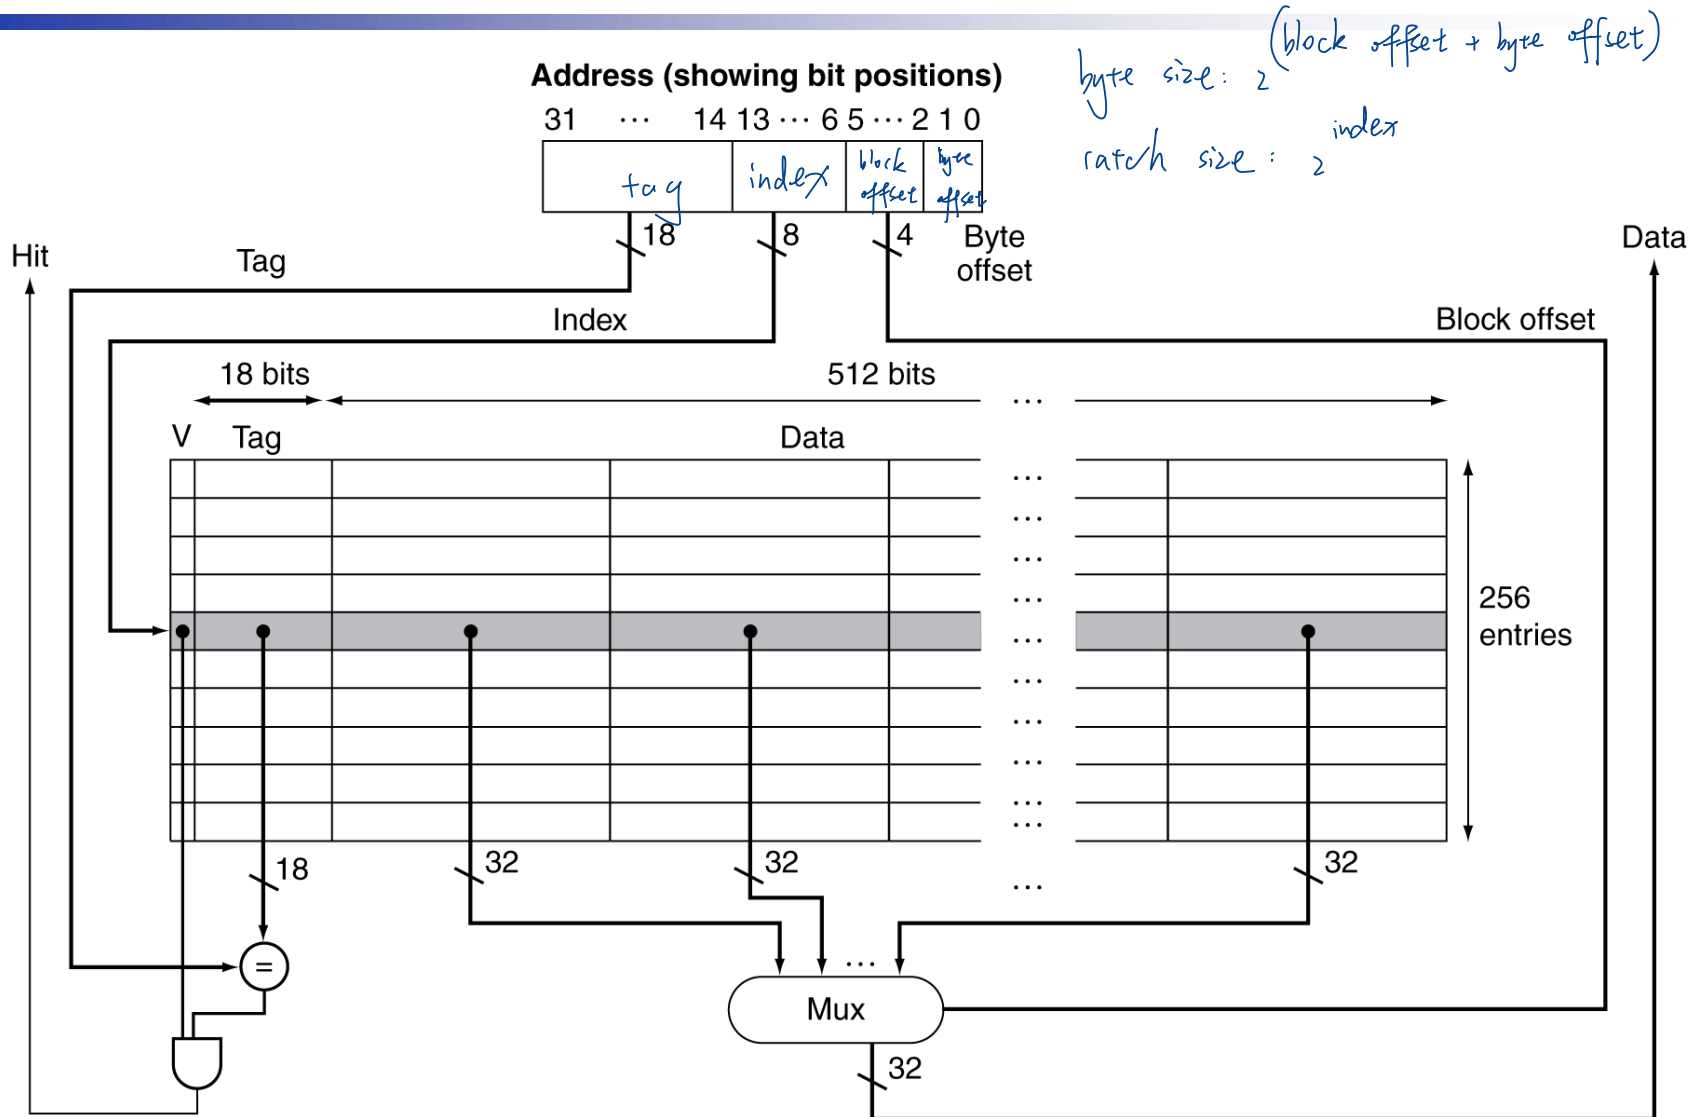 (block offset + byte offset)
byte size: 2
index
catch size: 2
Address (showing bit positions)
31 ··· 14 13 ··· 6 5 ··· 2 1 0
tag index block offset byte offset
18 8 4 Byte offset
Hit
Data
Tag
Index
Block offset
18 bits
512 bits
...
V Tag Data
...
...
...
...
...
...
...
...
...
...
256
entries
18 32 32 ... 32
=
...
Mux
32